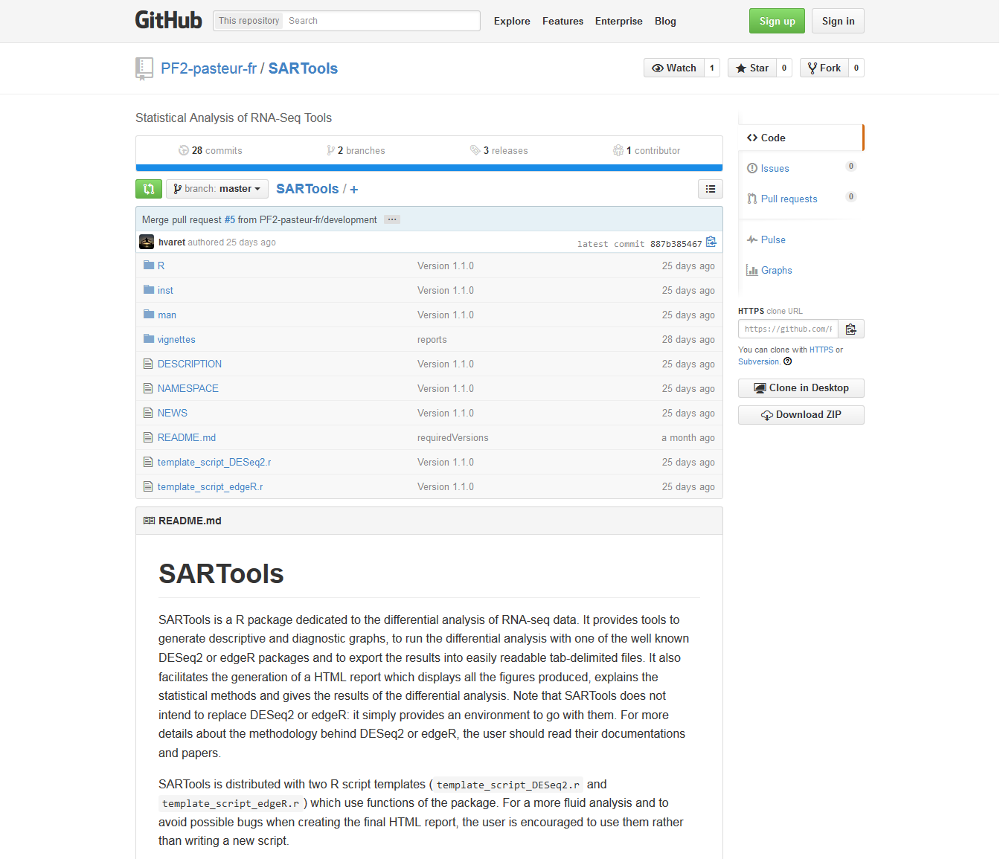 GitHub This repository Search Explore Features Enterprise Blog Sign up Sign in
PF2-pasteur-fr / SARTools Watch 1 Star 0 Fork 0
Statistical Analysis of RNA-Seq Tools
28 commits 2 branches 3 releases 1 contributor
branch: master SARTools / +
Merge pull request #5 from PF2-pasteur-fr/development ...
hvaret authored 25 days ago latest commit 887b385467
R Version 1.1.0 25 days ago
inst Version 1.1.0 25 days ago
man Version 1.1.0 25 days ago
vignettes reports 28 days ago
DESCRIPTION Version 1.1.0 25 days ago
NAMESPACE Version 1.1.0 25 days ago
NEWS Version 1.1.0 25 days ago
README.md requiredVersions a month ago
template_script_DESeq2.r Version 1.1.0 25 days ago
template_script_edgeR.r Version 1.1.0 25 days ago
Code
Issues 0
Pull requests 0
Pulse
Graphs
HTTPS clone URL
https://github.com/
You can clone with HTTPS or
Subversion.
Clone in Desktop
Download ZIP
README.md
SARTools
SARTools is a R package dedicated to the differential analysis of RNA-seq data. It provides tools to
generate descriptive and diagnostic graphs, to run the differential analysis with one of the well known
DESeq2 or edgeR packages and to export the results into easily readable tab-delimited files. It also
facilitates the generation of a HTML report which displays all the figures produced, explains the
statistical methods and gives the results of the differential analysis. Note that SARTools does not
intend to replace DESeq2 or edgeR: it simply provides an environment to go with them. For more
details about the methodology behind DESeq2 or edgeR, the user should read their documentations
and papers.
SARTools is distributed with two R script templates ( template_script_DESeq2.r and
template_script_edgeR.r ) which use functions of the package. For a more fluid analysis and to
avoid possible bugs when creating the final HTML report, the user is encouraged to use them rather
than writing a new script.